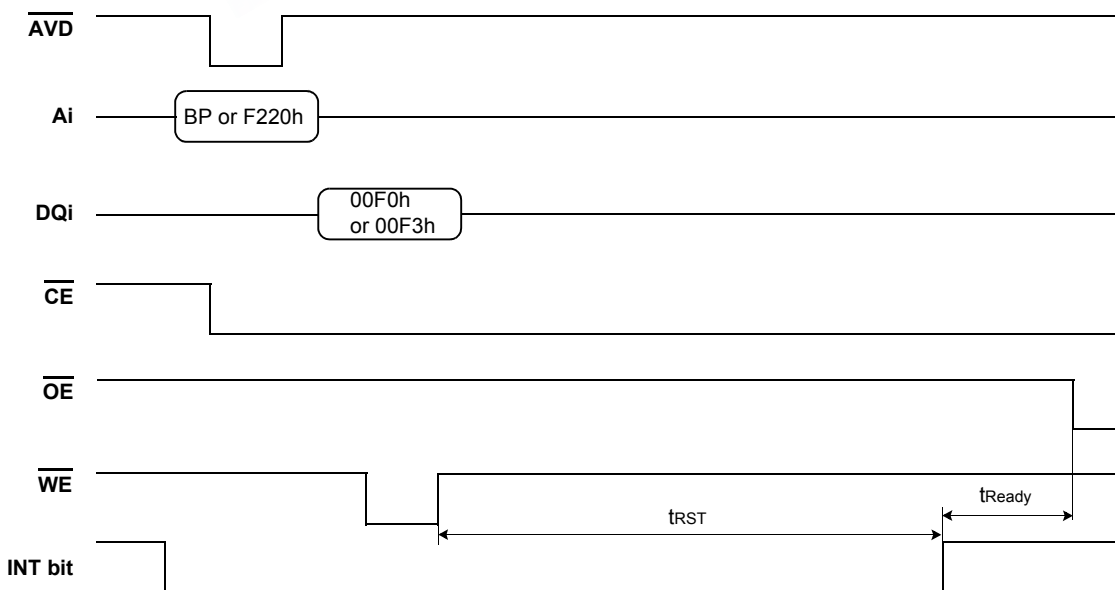 AVD
Ai
BP or F220h
DQi
00F0h
or 00F3h
CE
OE
WE
tReady
tRST
INT bit